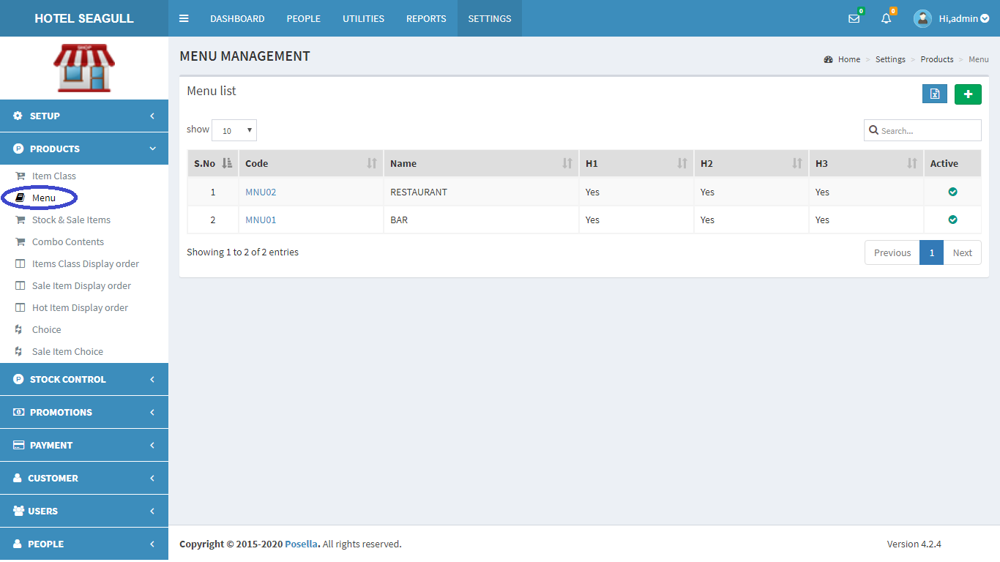 HOTEL SEAGULL
DASHBOARD PEOPLE UTILITIES REPORTS SETTINGS
0 0 Hi,admin
SHOP
MENU MANAGEMENT
Home > Settings > Products > Menu
Menu list
SETUP
show 10 Search...
PRODUCTS
S.No Code Name H1 H2 H3 Active
Item Class
1 MNU02 RESTAURANT Yes Yes Yes
Menu
2 MNU01 BAR Yes Yes Yes
Stock & Sale Items
Combo Contents
Showing 1 to 2 of 2 entries Previous 1 Next
Items Class Display order
Sale Item Display order
Hot Item Display order
Choice
Sale Item Choice
STOCK CONTROL
PROMOTIONS
PAYMENT
CUSTOMER
USERS
PEOPLE
Copyright © 2015-2020 Posella. All rights reserved. Version 4.2.4